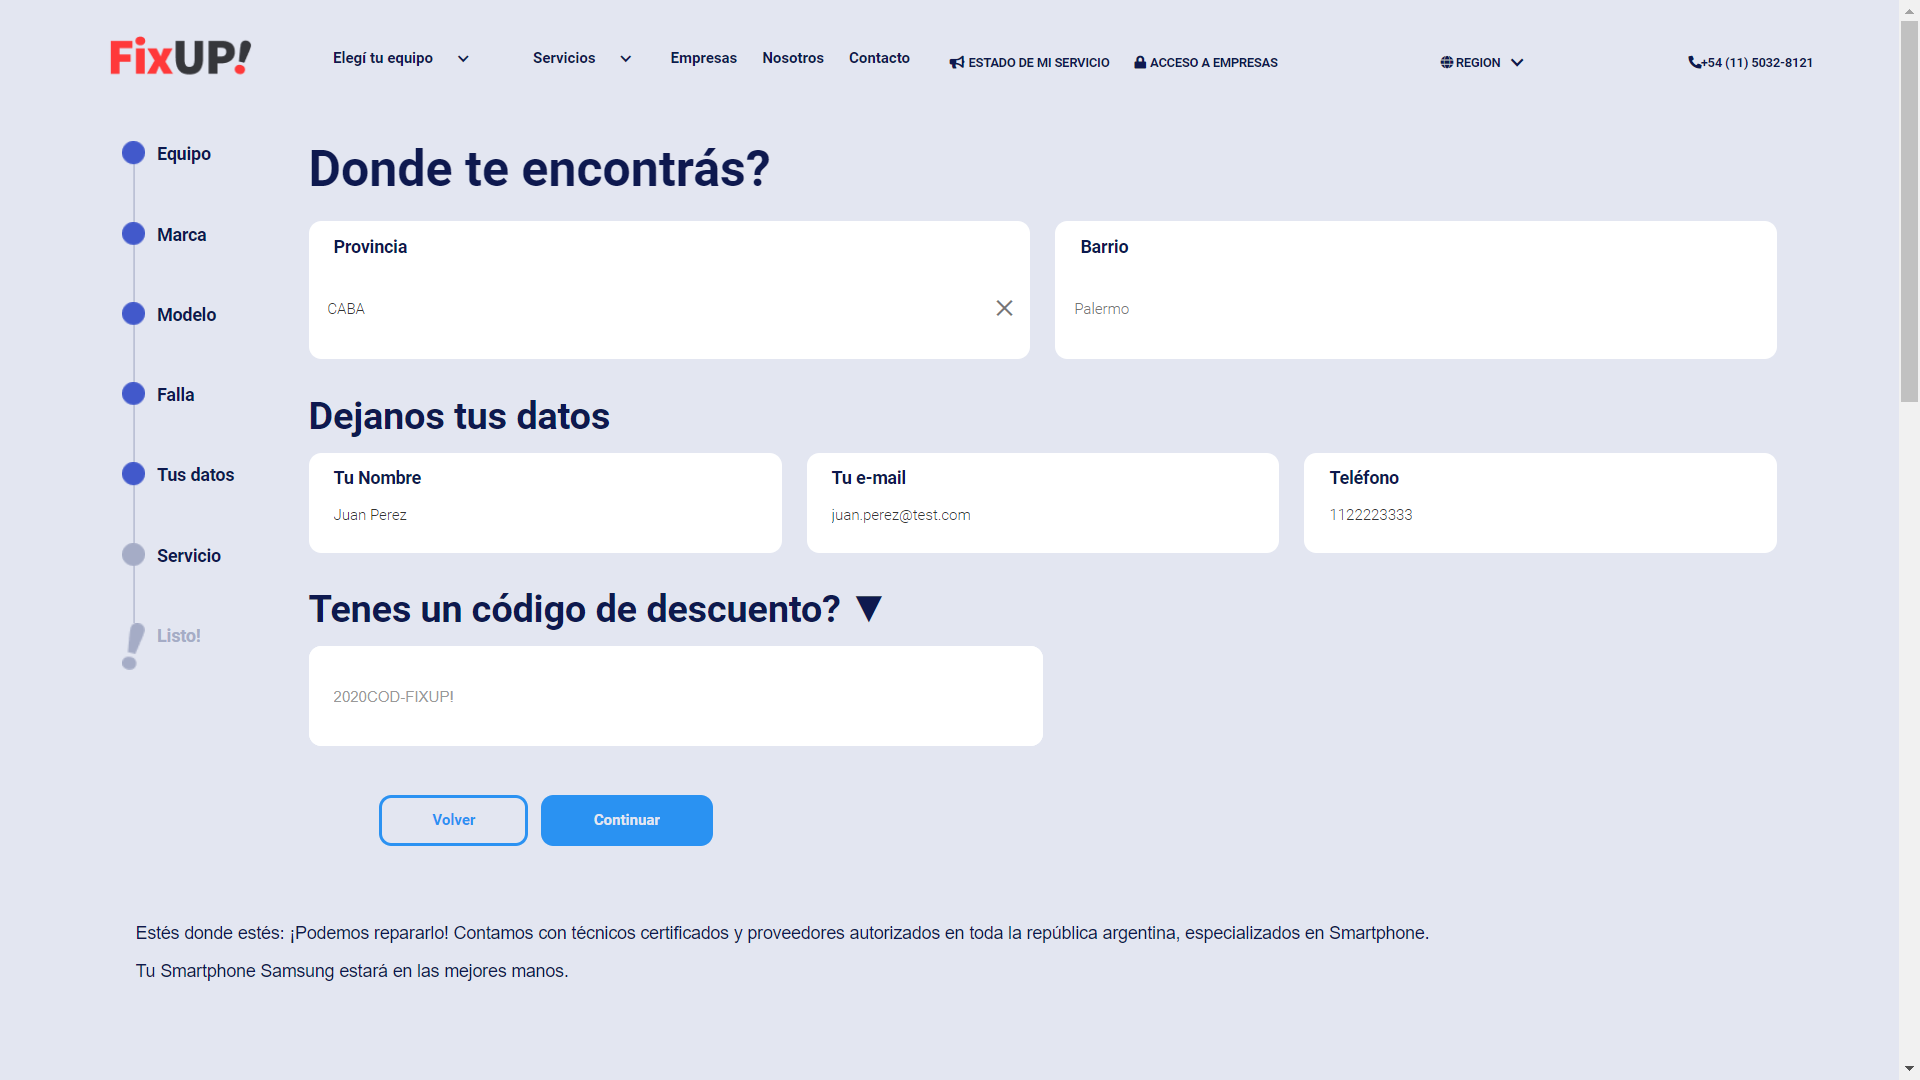 FixUP!
Elegí tu equipo
Servicios
Empresas
Nosotros
Contacto
ESTADO DE MI SERVICIO
ACCESO A EMPRESAS
REGION
+54 (11) 5032-8121
Equipo
Marca
Modelo
Falla
Tus datos
Servicio
Listo!
Donde te encontrás?
Provincia
CABA
Barrio
Palermo
Dejanos tus datos
Tu Nombre
Juan Perez
Tu e-mail
juan.perez@test.com
Teléfono
1122223333
Tenes un código de descuento? ▼
2020COD-FIXUP!
Volver
Continuar
Estés donde estés: ¡Podemos repararlo! Contamos con técnicos certificados y proveedores autorizados en toda la república argentina, especializados en Smartphone.
Tu Smartphone Samsung estará en las mejores manos.